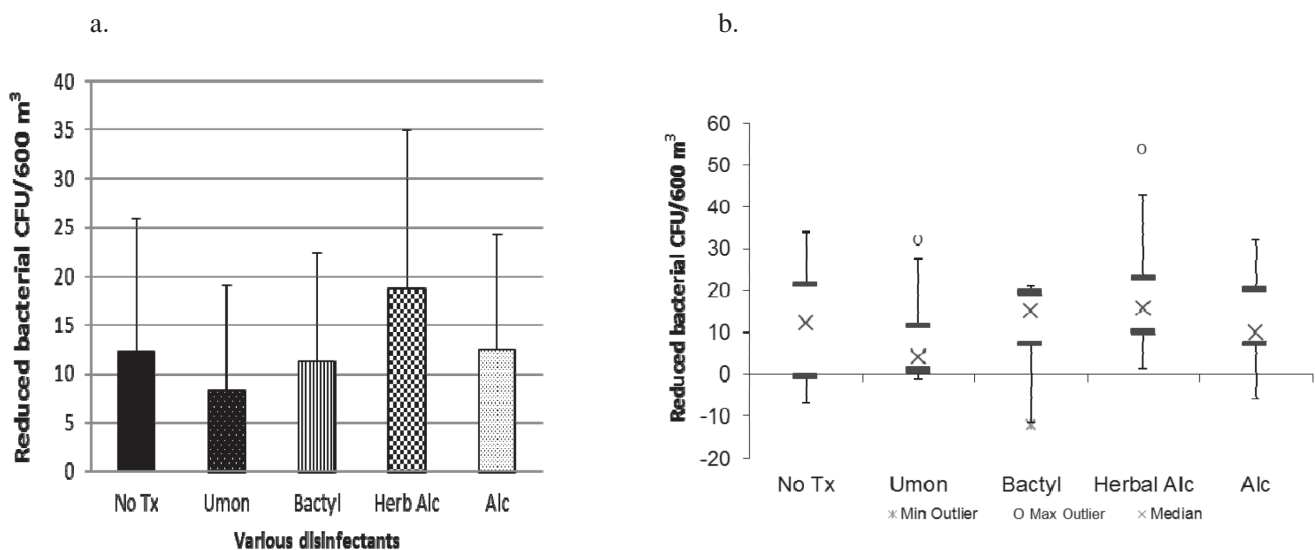 a.
Reduced bacterial CFU/600 m³
40
35
30
25
20
15
10
5
0
No Tx Umon Bactyl Herb Alc Alc
Various disinfectants
b.
Reduced bacterial CFU/600 m³
60
50
40
30
20
10
0
-10
-20
No Tx Umon Bactyl Herbal Alc Alc
Min Outlier Max Outlier Median